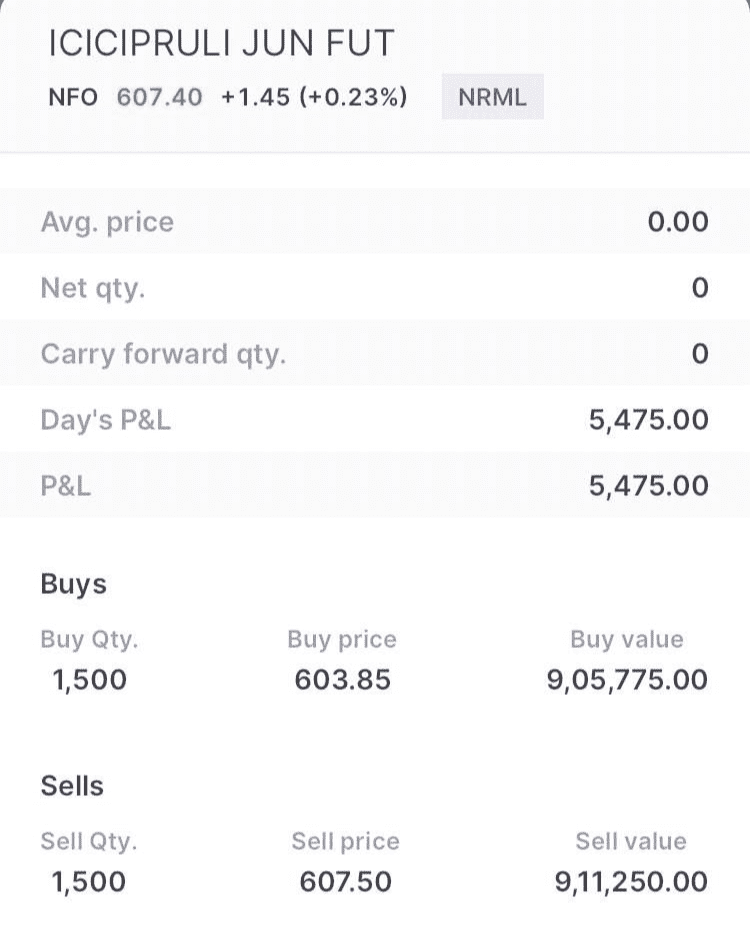 ICICIPRULI JUN FUT
NFO 607.40 +1.45 (+0.23%) NRML
Avg. price 0.00
Net qty. 0
Carry forward qty. 0
Day's P&L 5,475.00
P&L 5,475.00
Buys
Buy Qty. Buy price Buy value
1,500 603.85 9,05,775.00
Sells
Sell Qty. Sell price Sell value
1,500 607.50 9,11,250.00